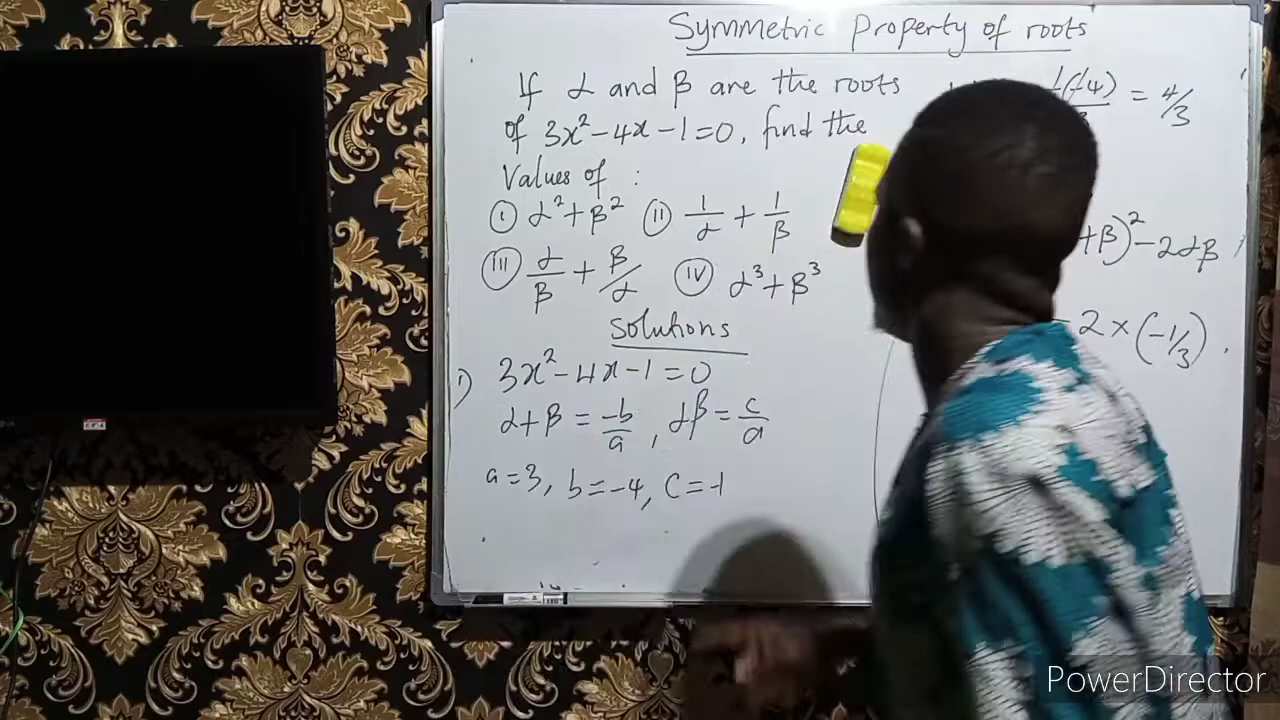 Symmetric Property of roots
If α and β are the roots
of 3x²-4x-1=0, find the
Values of :
(i) α²+β² (ii) 1/α + 1/β
(iii) α/β + β/α (iv) α³+β³
Solutions
i) 3x²-4x-1=0
α+β = -b/a , αβ = c/a
a=3, b=-4, C=-1
(-4) = 4/3
+β)²-2αβ
-2×(-1/3)
PowerDirector